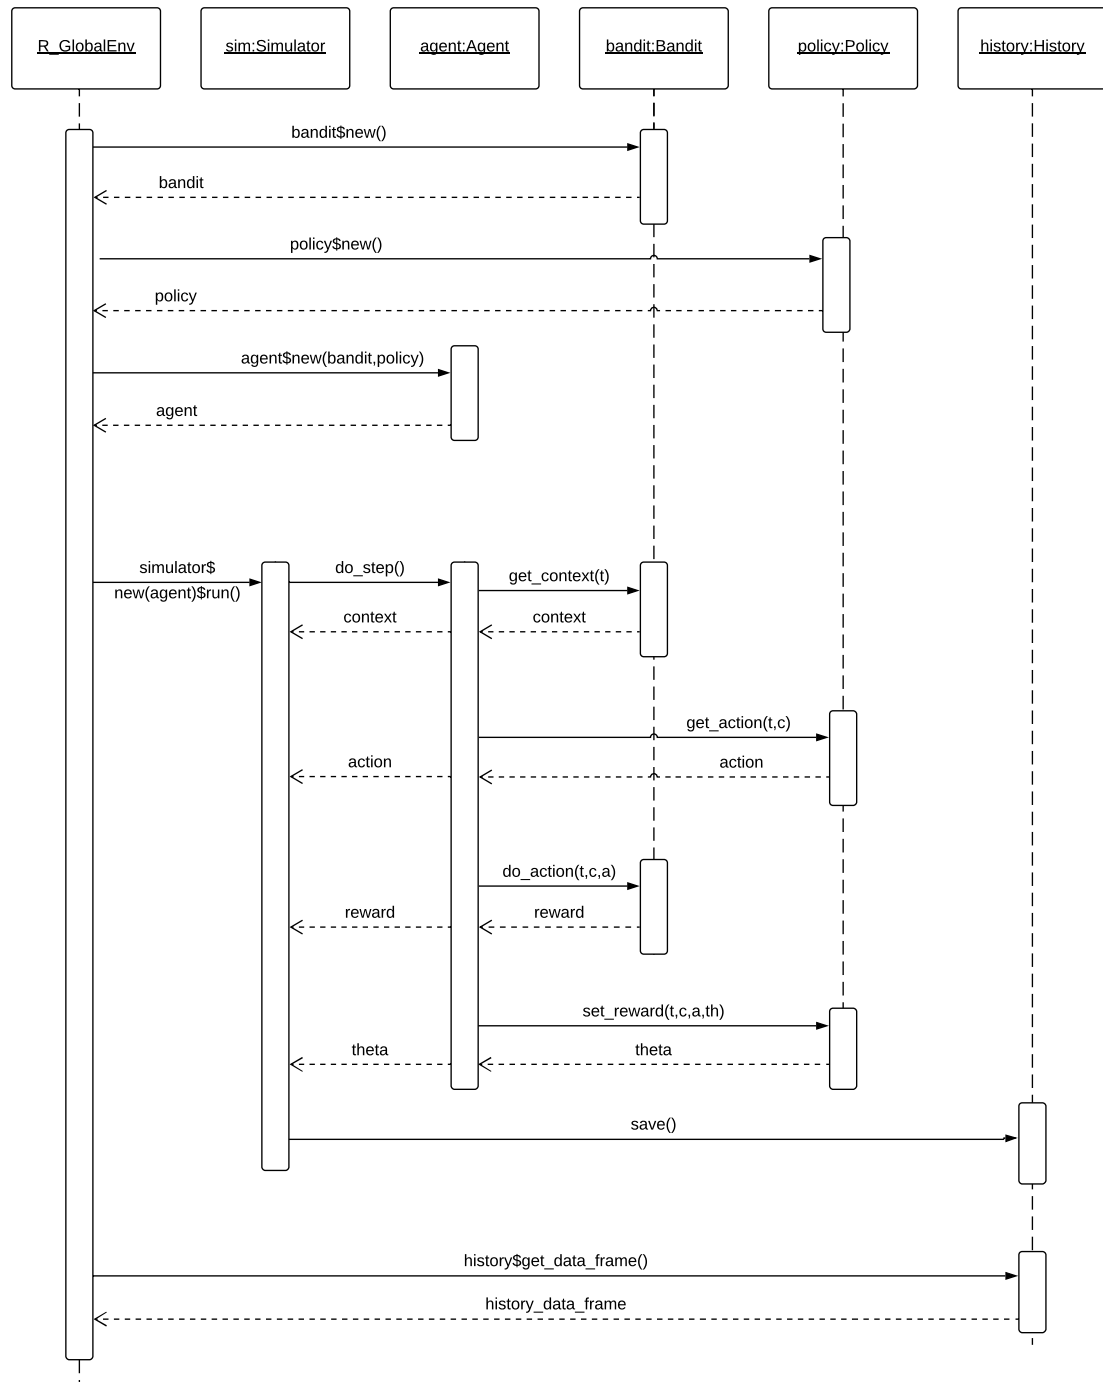 R_GlobalEnv
sim:Simulator
agent:Agent
bandit:Bandit
policy:Policy
history:History
bandit$new()
bandit
policy$new()
policy
agent$new(bandit,policy)
agent
simulator$
new(agent)$run()
do_step()
get_context(t)
context
context
get_action(t,c)
action
action
do_action(t,c,a)
reward
reward
set_reward(t,c,a,th)
theta
theta
save()
history$get_data_frame()
history_data_frame